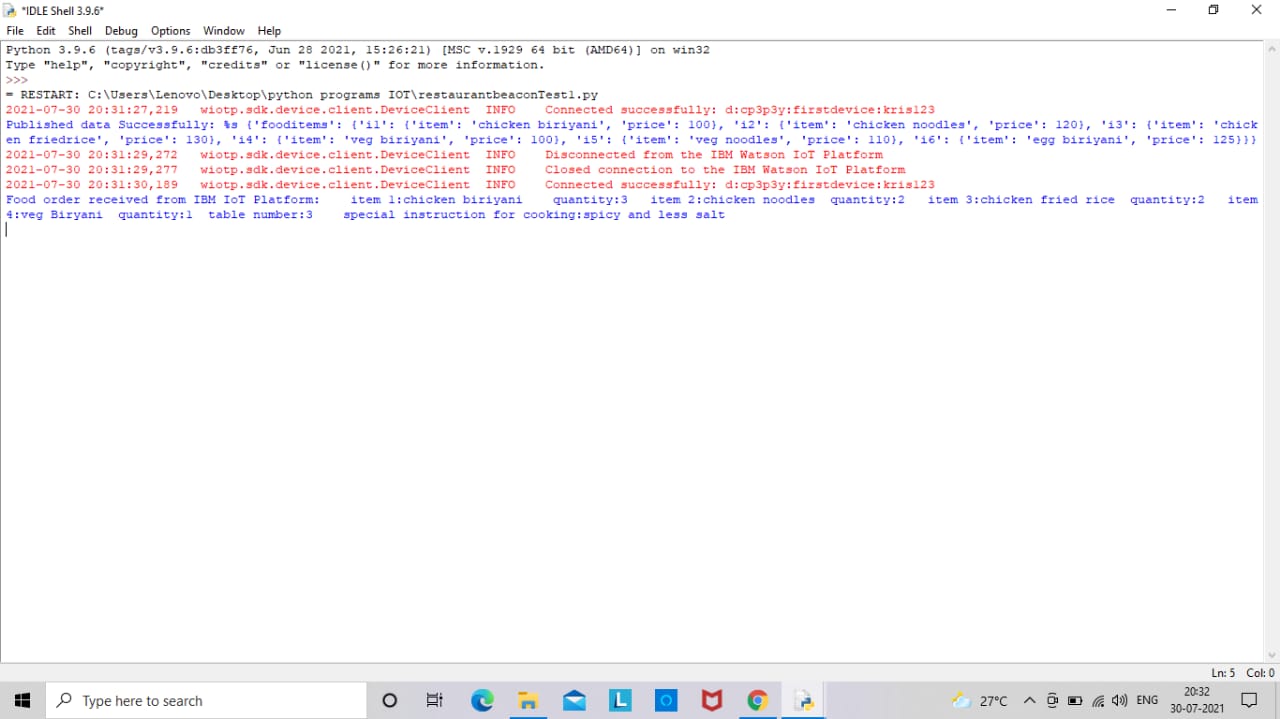 *IDLE Shell 3.9.6*
File Edit Shell Debug Options Window Help
Python 3.9.6 (tags/v3.9.6:db3ff76, Jun 28 2021, 15:26:21) [MSC v.1929 64 bit (AMD64)] on win32
Type "help", "copyright", "credits" or "license()" for more information.
>>>
= RESTART: C:\Users\Lenovo\Desktop\python programs IOT\restaurantbeaconTest1.py
2021-07-30 20:31:27,219   wiotp.sdk.device.client.DeviceClient  INFO    Connected successfully: d:cp3p3y:firstdevice:kris123
Published data Successfully: %s {'fooditems': {'i1': {'item': 'chicken biriyani', 'price': 100}, 'i2': {'item': 'chicken noodles', 'price': 120}, 'i3': {'item': 'chick
en friedrice', 'price': 130}, 'i4': {'item': 'veg biriyani', 'price': 100}, 'i5': {'item': 'veg noodles', 'price': 110}, 'i6': {'item': 'egg biriyani', 'price': 125}}}
2021-07-30 20:31:29,272   wiotp.sdk.device.client.DeviceClient  INFO    Disconnected from the IBM Watson IoT Platform
2021-07-30 20:31:29,277   wiotp.sdk.device.client.DeviceClient  INFO    Closed connection to the IBM Watson IoT Platform
2021-07-30 20:31:30,189   wiotp.sdk.device.client.DeviceClient  INFO    Connected successfully: d:cp3p3y:firstdevice:kris123
Food order received from IBM IoT Platform:    item 1:chicken biriyani    quantity:3   item 2:chicken noodles  quantity:2   item 3:chicken fried rice  quantity:2   item
4:veg Biryani  quantity:1  table number:3    special instruction for cooking:spicy and less salt
Ln: 5 Col: 0
Type here to search
L
27°C
ENG
20:32
30-07-2021